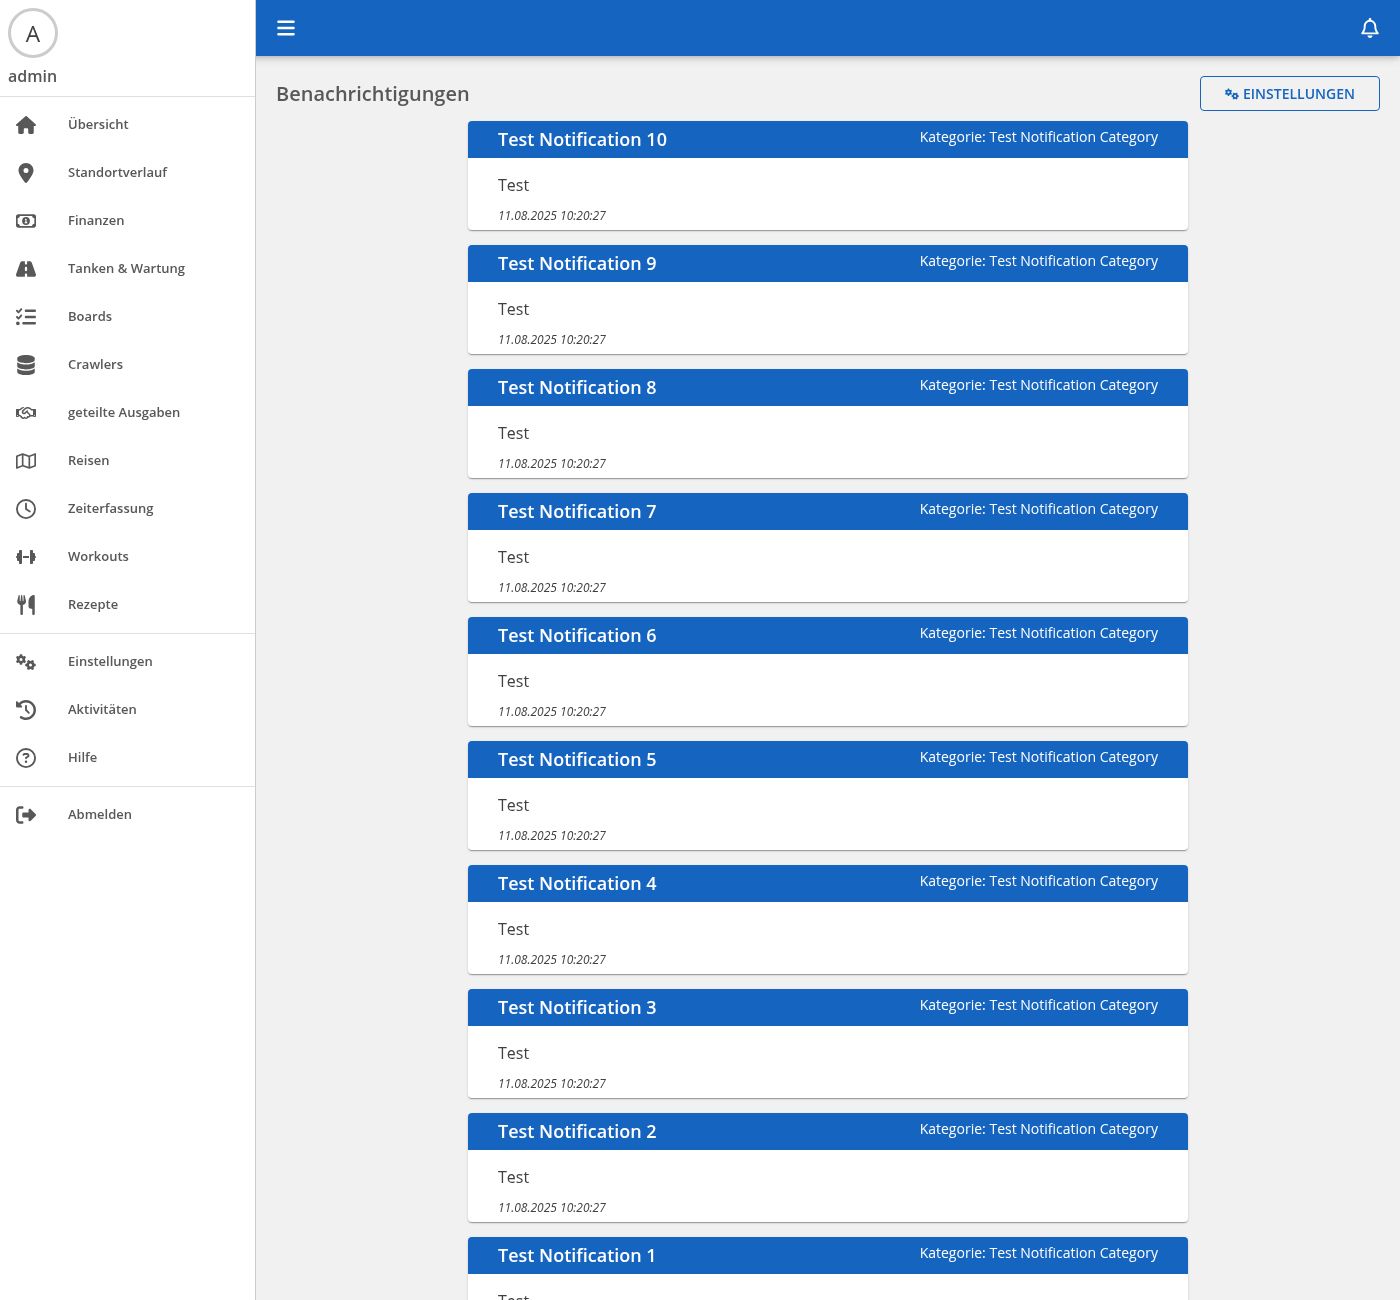 A
admin
Übersicht
Standortverlauf
Finanzen
Tanken & Wartung
Boards
Crawlers
geteilte Ausgaben
Reisen
Zeiterfassung
Workouts
Rezepte
Einstellungen
Aktivitäten
Hilfe
Abmelden
Benachrichtigungen
EINSTELLUNGEN
Test Notification 10
Kategorie: Test Notification Category
Test
11.08.2025 10:20:27
Test Notification 9
Kategorie: Test Notification Category
Test
11.08.2025 10:20:27
Test Notification 8
Kategorie: Test Notification Category
Test
11.08.2025 10:20:27
Test Notification 7
Kategorie: Test Notification Category
Test
11.08.2025 10:20:27
Test Notification 6
Kategorie: Test Notification Category
Test
11.08.2025 10:20:27
Test Notification 5
Kategorie: Test Notification Category
Test
11.08.2025 10:20:27
Test Notification 4
Kategorie: Test Notification Category
Test
11.08.2025 10:20:27
Test Notification 3
Kategorie: Test Notification Category
Test
11.08.2025 10:20:27
Test Notification 2
Kategorie: Test Notification Category
Test
11.08.2025 10:20:27
Test Notification 1
Kategorie: Test Notification Category
Test